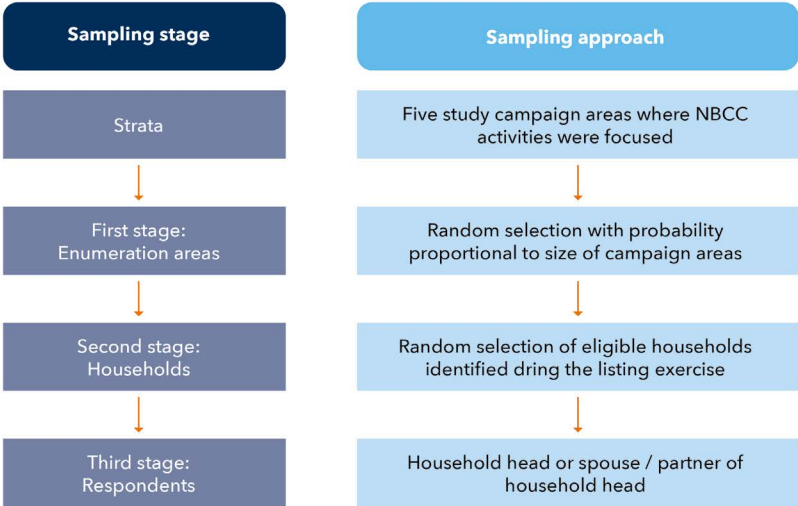 Sampling stage
Sampling approach
Strata
Five study campaign areas where NBCC
activities were focused
First stage:
Enumeration areas
Random selection with probability
proportional to size of campaign areas
Second stage:
Households
Random selection of eligible households
identified dring the listing exercise
Third stage:
Respondents
Household head or spouse / partner of
household head